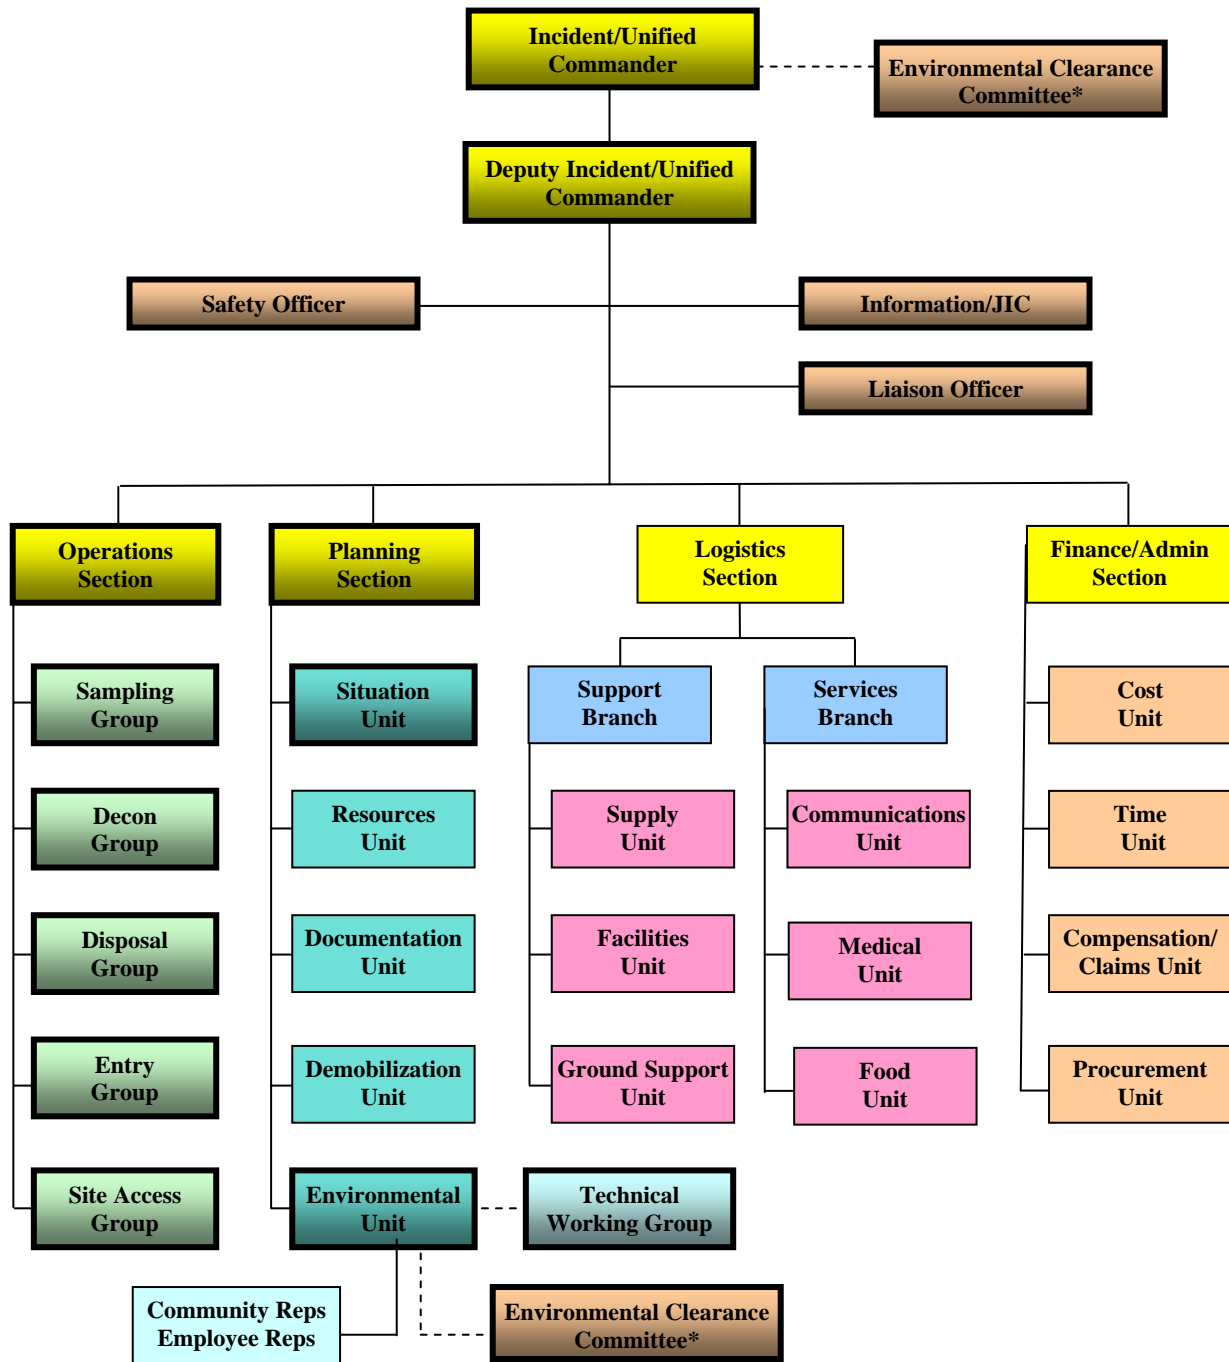 Incident/Unified
Commander
Environmental Clearance
Committee*
Deputy Incident/Unified
Commander
Safety Officer
Information/JIC
Liaison Officer
Operations
Section
Planning
Section
Logistics
Section
Finance/Admin
Section
Sampling
Group
Situation
Unit
Support
Branch
Services
Branch
Cost
Unit
Decon
Group
Resources
Unit
Supply
Unit
Communications
Unit
Time
Unit
Disposal
Group
Documentation
Unit
Facilities
Unit
Medical
Unit
Compensation/
Claims Unit
Entry
Group
Demobilization
Unit
Ground Support
Unit
Food
Unit
Procurement
Unit
Site Access
Group
Environmental
Unit
Technical
Working Group
Community Reps
Employee Reps
Environmental Clearance
Committee*